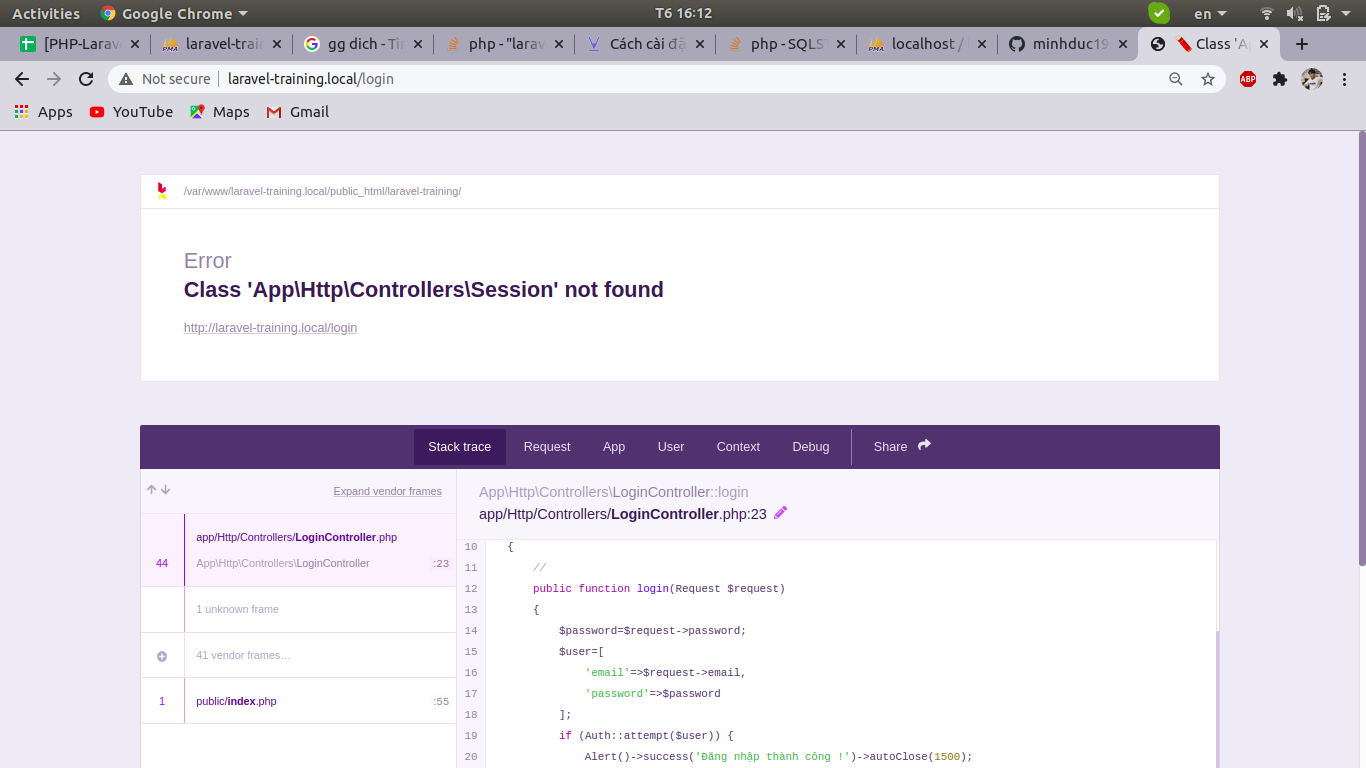 Activities Google Chrome T6 16:12 en
[PHP-Larav laravel-train gg dich - Tìn php - "larav Cách cài đặ php - SQLST localhost / l minhduc19 Class 'Ap
Not secure laravel-training.local/login ABP
Apps YouTube Maps Gmail
/var/www/laravel-training.local/public_html/laravel-training/
Error
Class 'App\Http\Controllers\Session' not found
http://laravel-training.local/login
Stack trace Request App User Context Debug Share
Expand vendor frames
app/Http/Controllers/LoginController.php
44 App\Http\Controllers\LoginController :23
1 unknown frame
41 vendor frames…
1 public/index.php :55
App\Http\Controllers\LoginController::login
app/Http/Controllers/LoginController.php:23
10 {
11 //
12 public function login(Request $request)
13 {
14 $password=$request->password;
15 $user=[
16 'email'=>$request->email,
17 'password'=>$password
18 ];
19 if (Auth::attempt($user)) {
20 Alert()->success('Đăng nhập thành công !')->autoClose(1500);